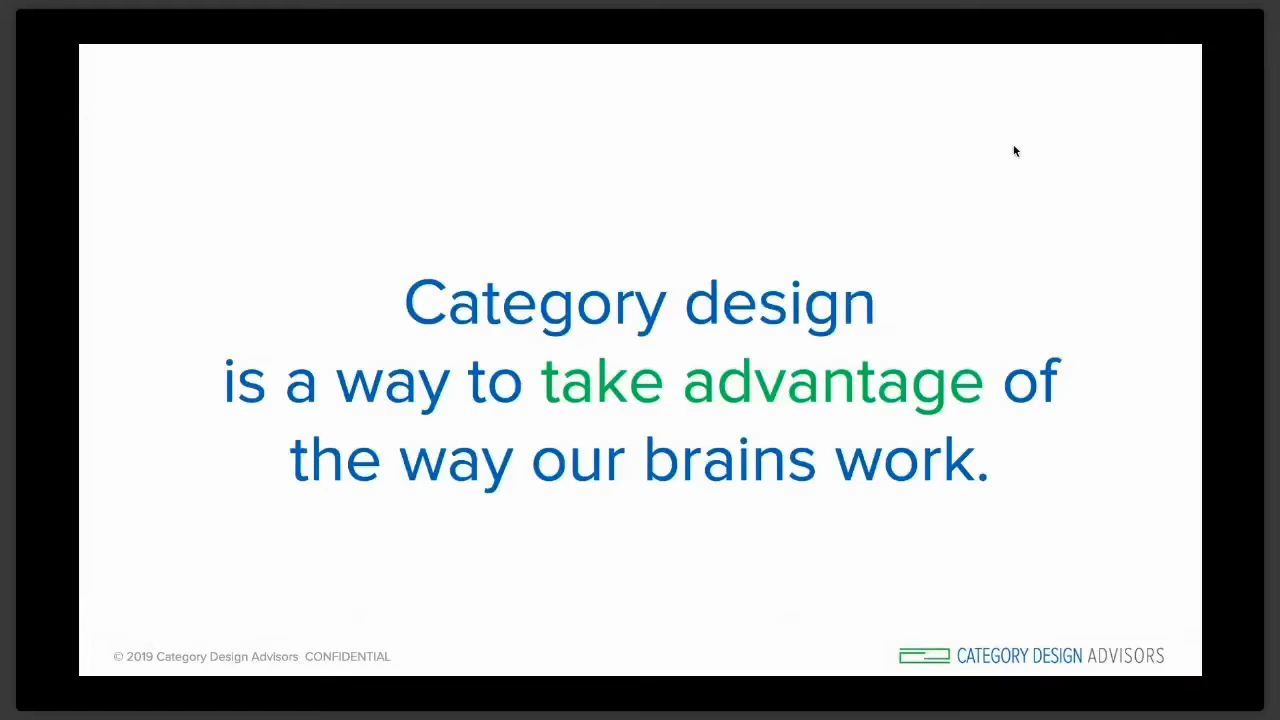 Category design
is a way to take advantage of
the way our brains work.
© 2019 Category Design Advisors CONFIDENTIAL
CATEGORY DESIGN ADVISORS